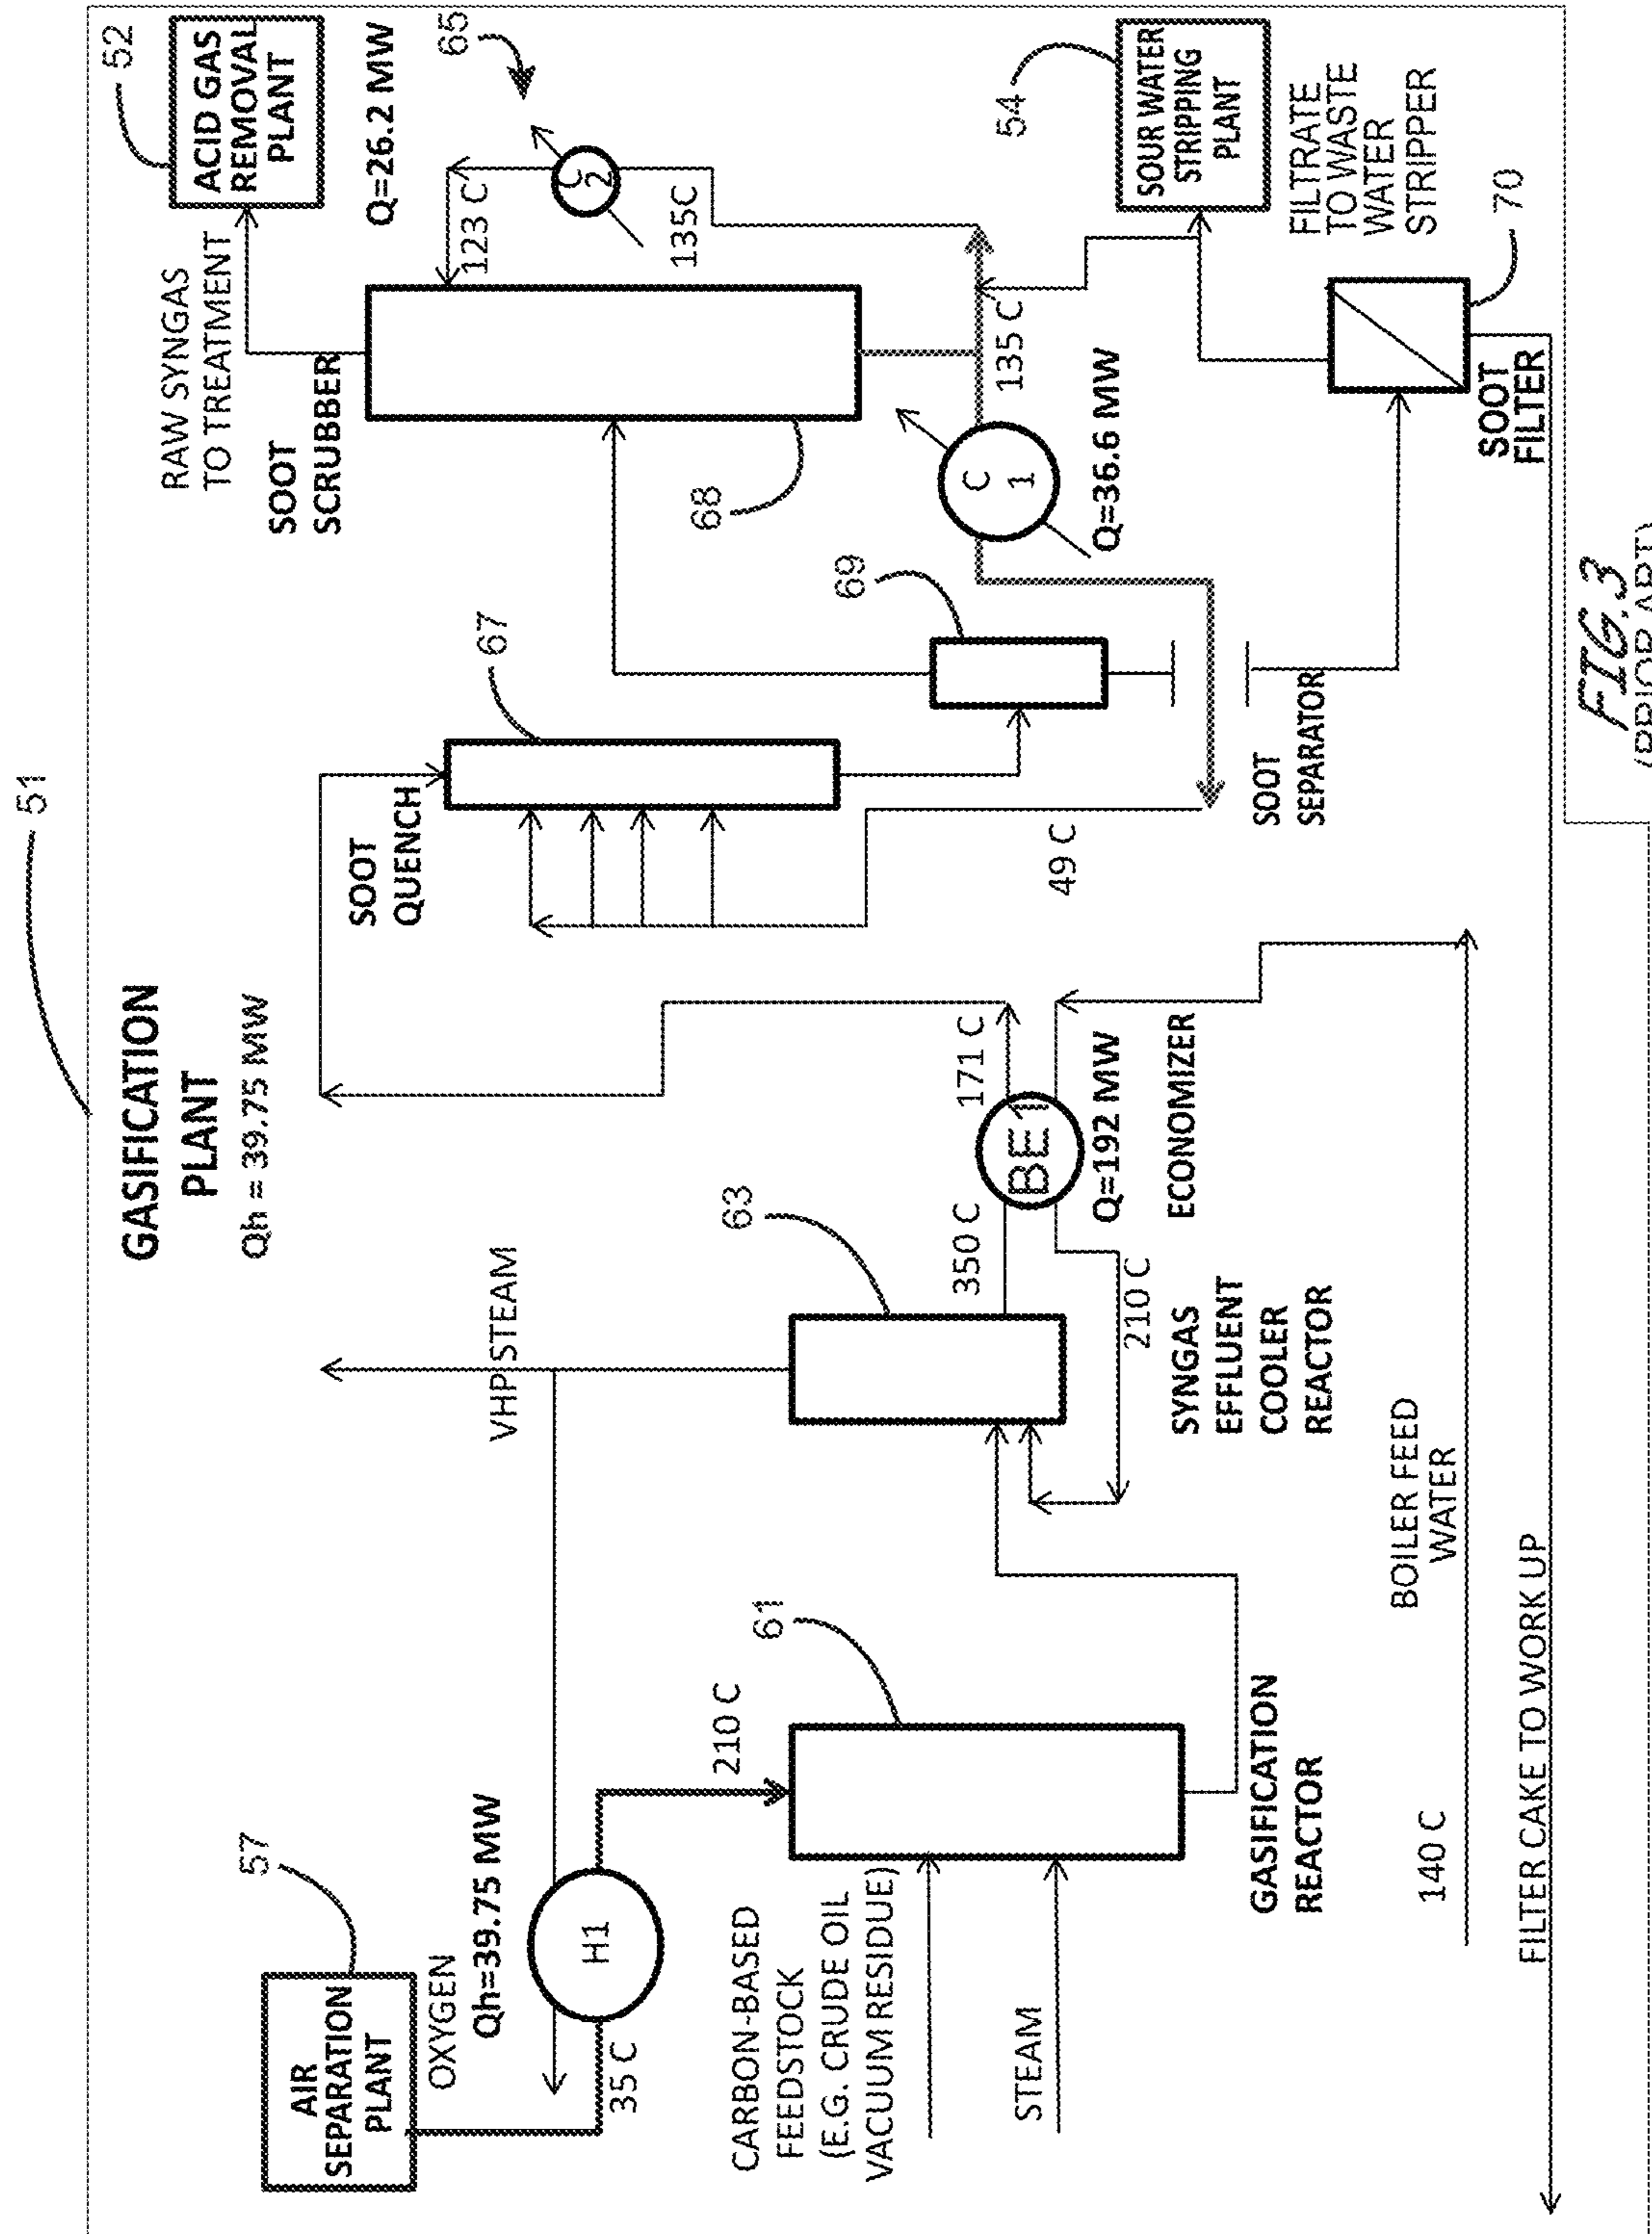 51
GASIFICATION
PLANT
Qh = 39.75 MW
57
AIR
SEPARATION
PLANT
OXYGEN
Qh=39.75 MW
H1
35 C
210 C
VHP STEAM
CARBON-BASED
FEEDSTOCK
(E.G. CRUDE OIL
VACUUM RESIDUE)
STEAM
61
GASIFICATION
REACTOR
63
350 C
171 C
BE1
Q=192 MW
ECONOMIZER
210 C
SYNGAS
EFFLUENT
COOLER
REACTOR
BOILER FEED
WATER
140 C
FILTER CAKE TO WORK UP
SOOT
QUENCH
67
49 C
69
SOOT
SEPARATOR
RAW SYNGAS
TO TREATMENT
SOOT
SCRUBBER
68
C
1
Q=36.6 MW
135 C
52
ACID GAS
REMOVAL
PLANT
Q=26.2 MW
65
123 C
C
2
135C
54
SOUR WATER
STRIPPING
PLANT
FILTRATE
TO WASTE
WATER
STRIPPER
70
SOOT
FILTER
FIG.3
(PRIOR ART)